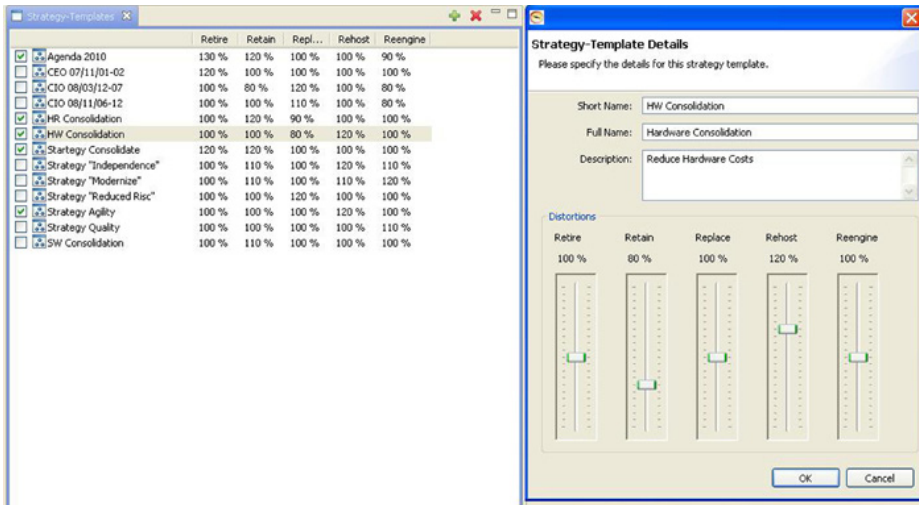 Strategy-Templates
Retire Retain Repl... Rehost Reengine
Agenda 2010 130 % 120 % 100 % 100 % 90 %
CEO 07/11/01-02 120 % 100 % 100 % 100 % 100 %
CIO 08/03/12-07 100 % 80 % 120 % 100 % 80 %
CIO 08/11/06-12 100 % 100 % 110 % 100 % 80 %
HR Consolidation 100 % 120 % 90 % 100 % 100 %
HW Consolidation 100 % 100 % 80 % 120 % 100 %
Startegy Consolidate 120 % 120 % 100 % 100 % 100 %
Strategy "Independence" 100 % 110 % 100 % 120 % 110 %
Strategy "Modernize" 100 % 110 % 100 % 110 % 120 %
Strategy "Reduced Risc" 100 % 100 % 120 % 100 % 100 %
Strategy Agility 100 % 100 % 100 % 120 % 100 %
Strategy Quality 100 % 100 % 100 % 100 % 110 %
SW Consolidation 100 % 110 % 100 % 100 % 100 %
Strategy-Template Details
Please specify the details for this strategy template.
Short Name: HW Consolidation
Full Name: Hardware Consolidation
Description: Reduce Hardware Costs
Distortions
Retire Retain Replace Rehost Reengine
100 % 80 % 100 % 120 % 100 %
OK Cancel